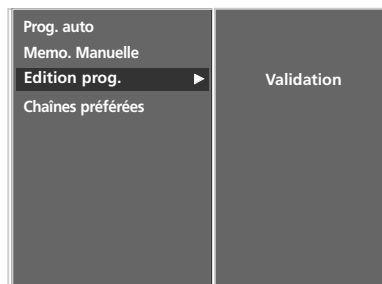 Prog. auto
Memo. Manuelle
Edition prog. ►
Validation
Chaînes préférées